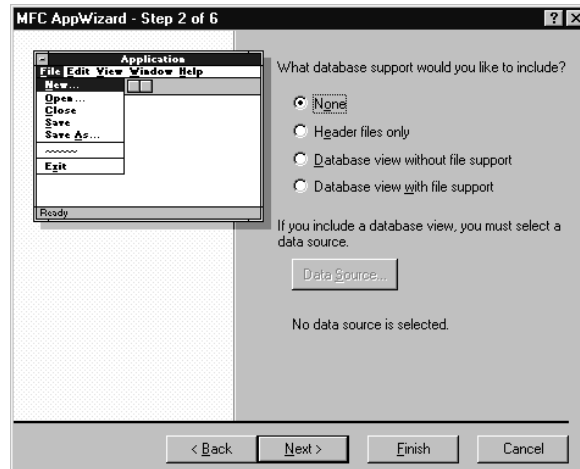 MFC AppWizard - Step 2 of 6
Application
File Edit View Window Help
New...
Open...
Close
Save
Save As...
Exit
Ready
What database support would you like to include?
None
Header files only
Database view without file support
Database view with file support
If you include a database view, you must select a
data source.
Data Source...
No data source is selected.
< Back Next > Finish Cancel